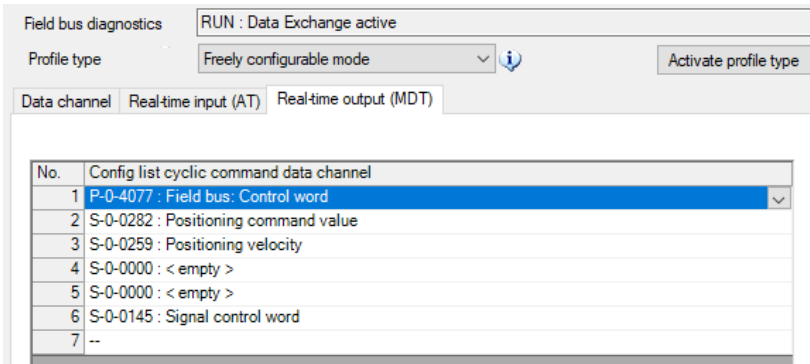 Field bus diagnostics RUN : Data Exchange active
Profile type Freely configurable mode Activate profile type
Data channel Real-time input (AT) Real-time output (MDT)
No. Config list cyclic command data channel
1 P-0-4077 : Field bus: Control word
2 S-0-0282 : Positioning command value
3 S-0-0259 : Positioning velocity
4 S-0-0000 : < empty >
5 S-0-0000 : < empty >
6 S-0-0145 : Signal control word
7 --